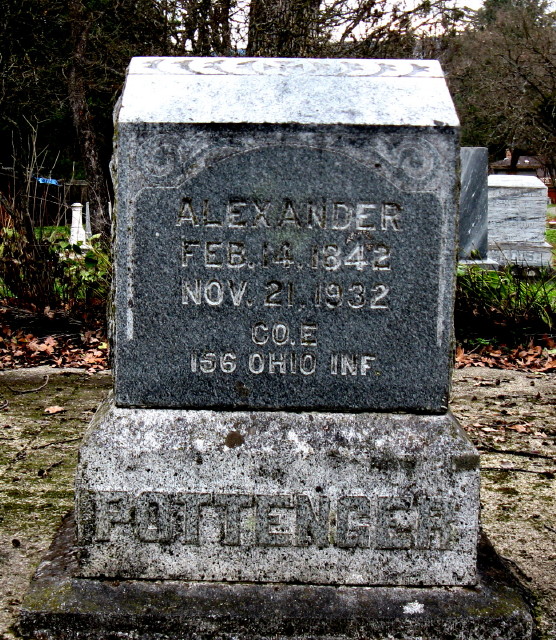 ALEXANDER
FEB. 14. 1842
NOV. 21. 1932
CO. E
156 OHIO INF.
POTTENGER